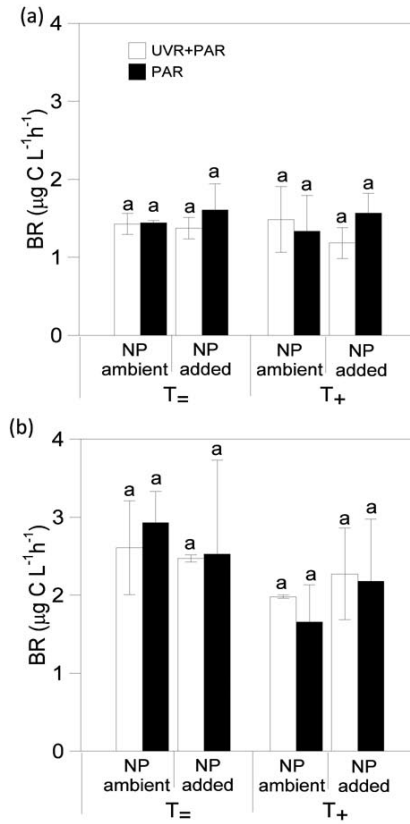 (a)
UVR+PAR
PAR
BR (μg C L⁻¹h⁻¹)
4
3
2
1
0
a a a a a a a a
NP NP NP NP
ambient added ambient added
T= T+
(b)
BR (μg C L⁻¹h⁻¹)
4
3
2
1
0
a a a a a a a a
NP NP NP NP
ambient added ambient added
T= T+